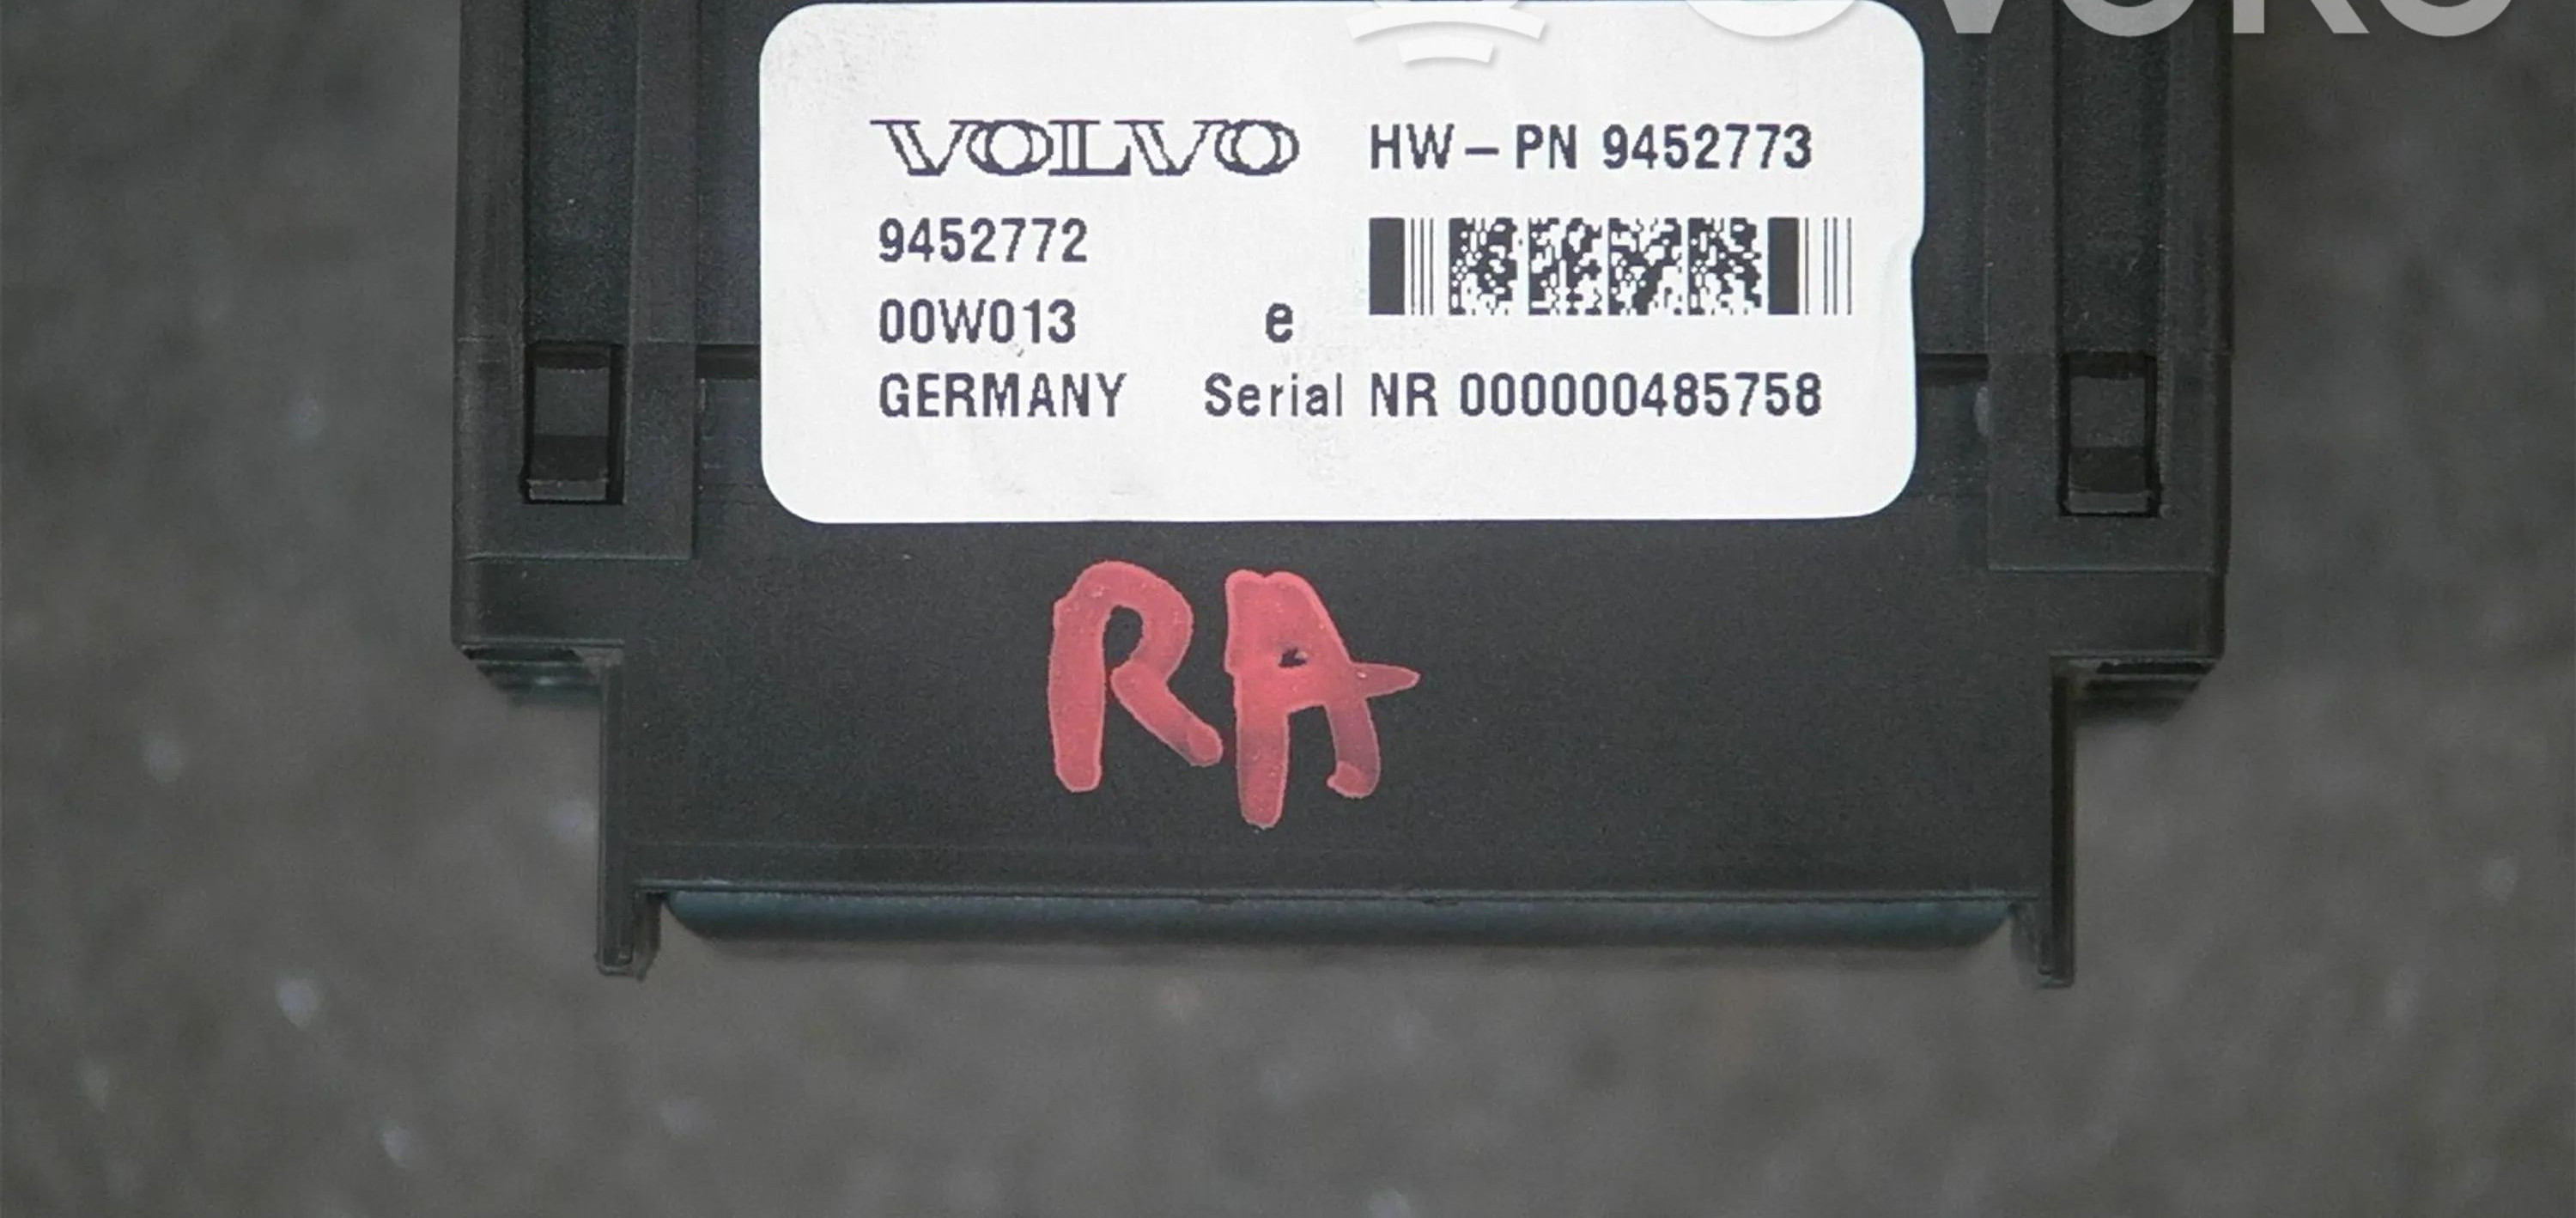 VOLVO HW-PN 9452773
9452772
00W013 e
GERMANY Serial NR 000000485758
RA